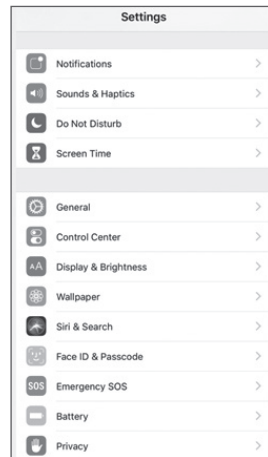 Settings
Notifications
Sounds & Haptics
Do Not Disturb
Screen Time
General
Control Center
AA Display & Brightness
Wallpaper
Siri & Search
Face ID & Passcode
SOS Emergency SOS
Battery
Privacy